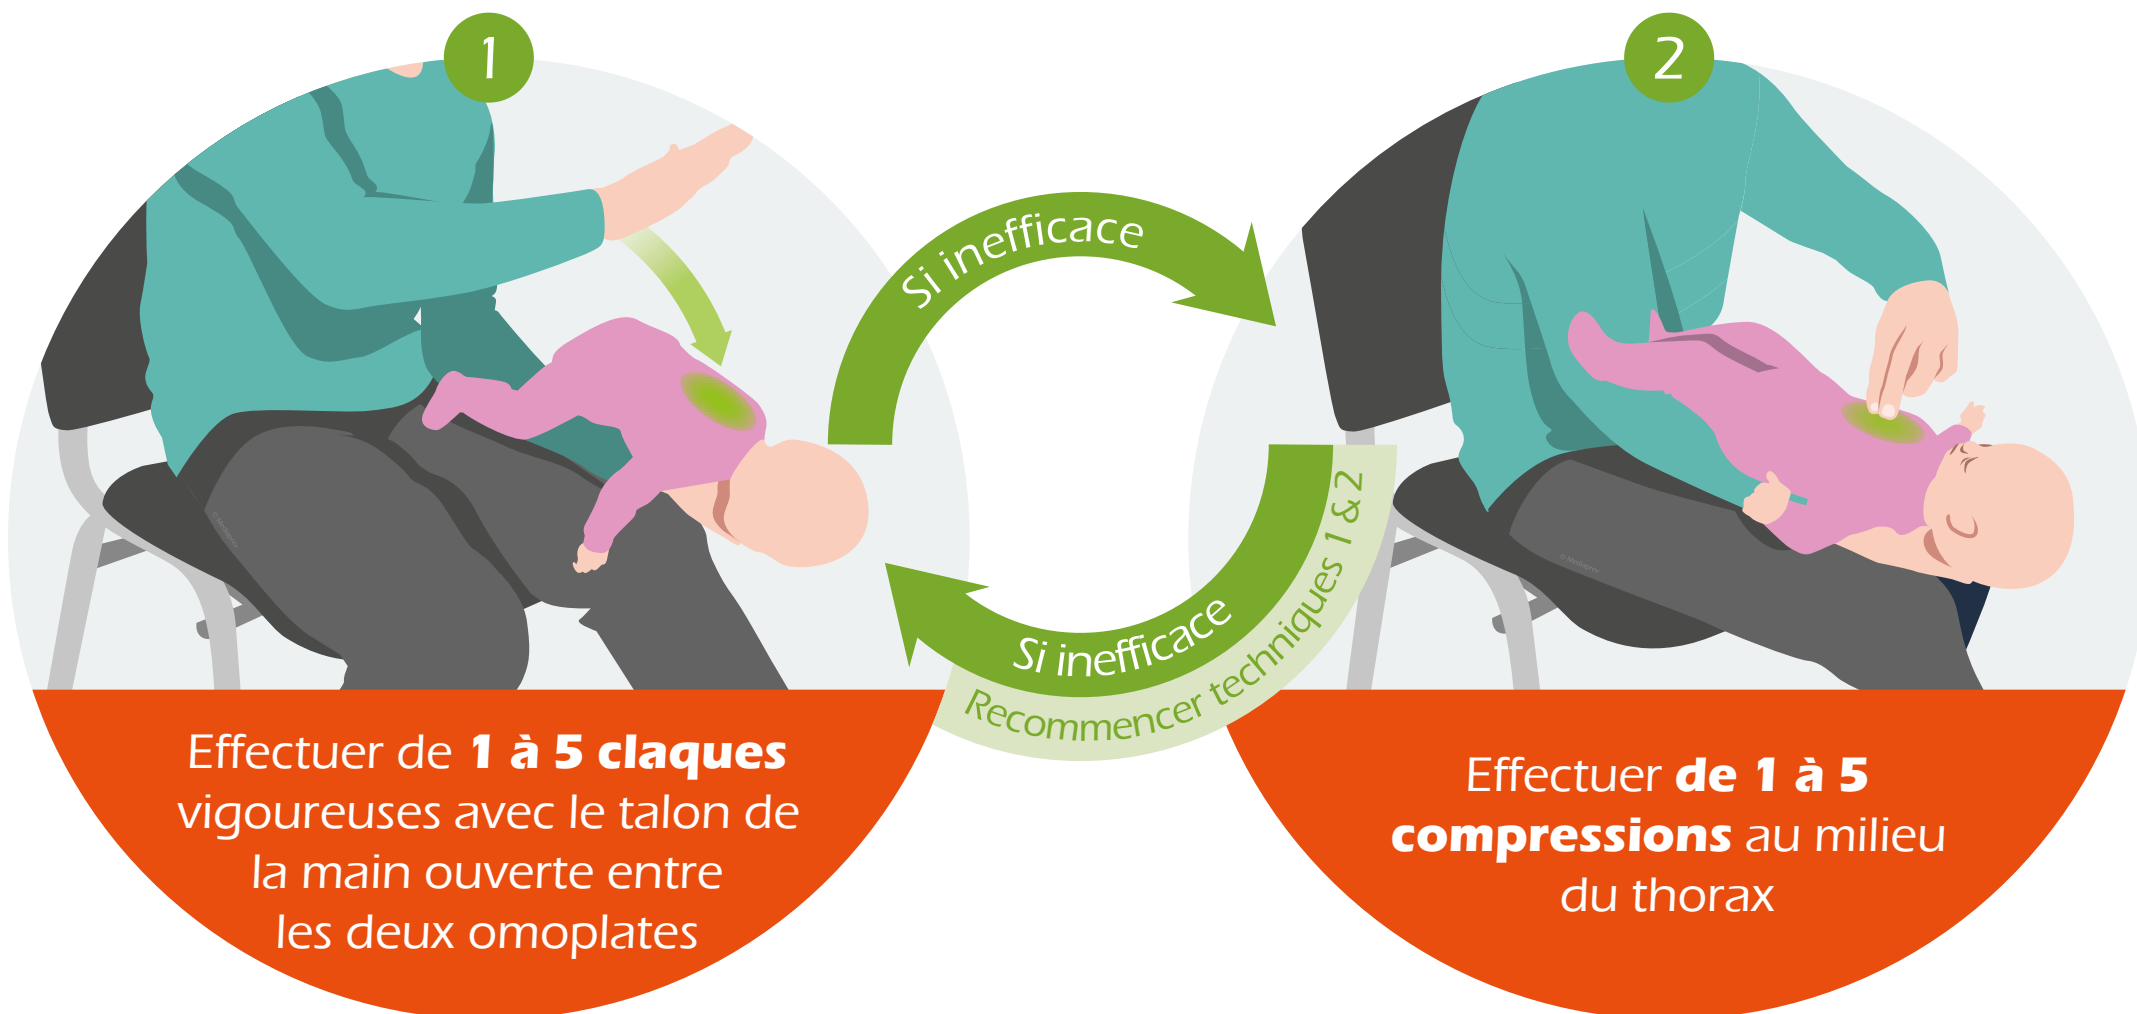 1
2
Si inefficace
Si inefficace
Recommencer techniques 1 & 2
Effectuer de 1 à 5 claques
vigoureuses avec le talon de
la main ouverte entre
les deux omoplates
Effectuer de 1 à 5
compressions au milieu
du thorax